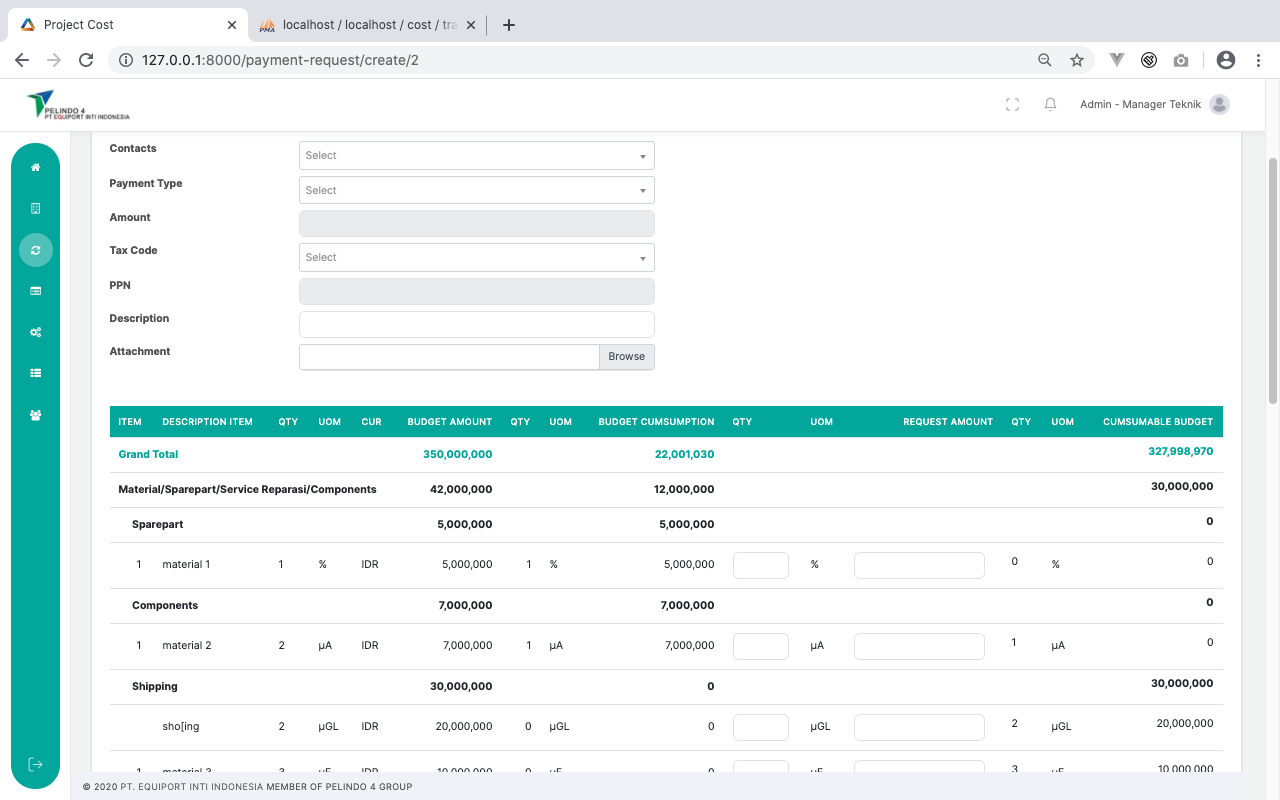 Project Cost
PMA localhost / localhost / cost / tra
127.0.0.1:8000/payment-request/create/2
PELINDO 4
PT EQUIPORT INTI INDONESIA
Admin - Manager Teknik
Contacts Select
Payment Type Select
Amount
Tax Code Select
PPN
Description
Attachment Browse
ITEM DESCRIPTION ITEM QTY UOM CUR BUDGET AMOUNT QTY UOM BUDGET CUMSUMPTION QTY UOM REQUEST AMOUNT QTY UOM CUMSUMABLE BUDGET
Grand Total 350,000,000 22,001,030 327,998,970
Material/Sparepart/Service Reparasi/Components 42,000,000 12,000,000 30,000,000
Sparepart 5,000,000 5,000,000 0
1 material 1 1 % IDR 5,000,000 1 % 5,000,000 % 0 % 0
Components 7,000,000 7,000,000 0
1 material 2 2 µA IDR 7,000,000 1 µA 7,000,000 µA 1 µA 0
Shipping 30,000,000 0 30,000,000
sho[ing 2 µGL IDR 20,000,000 0 µGL 0 µGL 2 µGL 20,000,000
1 material 3 3 µF IDR 10,000,000 0 µF 0 µF 3 µF 10,000,000
© 2020 PT. EQUIPORT INTI INDONESIA MEMBER OF PELINDO 4 GROUP